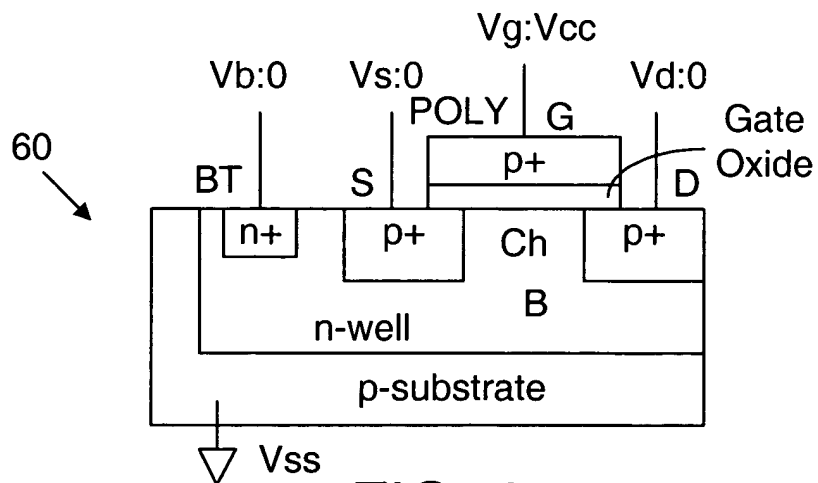 Vg:Vcc
Vb:0 Vs:0 Vd:0
POLY G Gate
60 p+ Oxide
BT S D
n+ p+ Ch p+
B
n-well
p-substrate
Vss